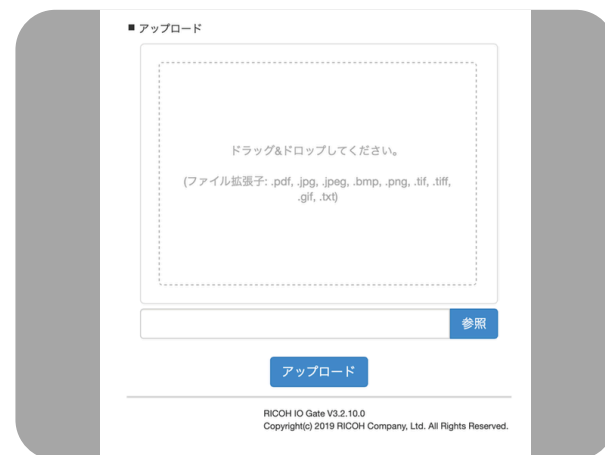 ■ アップロード
ドラッグ&ドロップしてください。
(ファイル拡張子: .pdf, .jpg, .jpeg, .bmp, .png, .tif, .tiff,
.gif, .txt)
参照
アップロード
RICOH IO Gate V3.2.10.0
Copyright(c) 2019 RICOH Company, Ltd. All Rights Reserved.